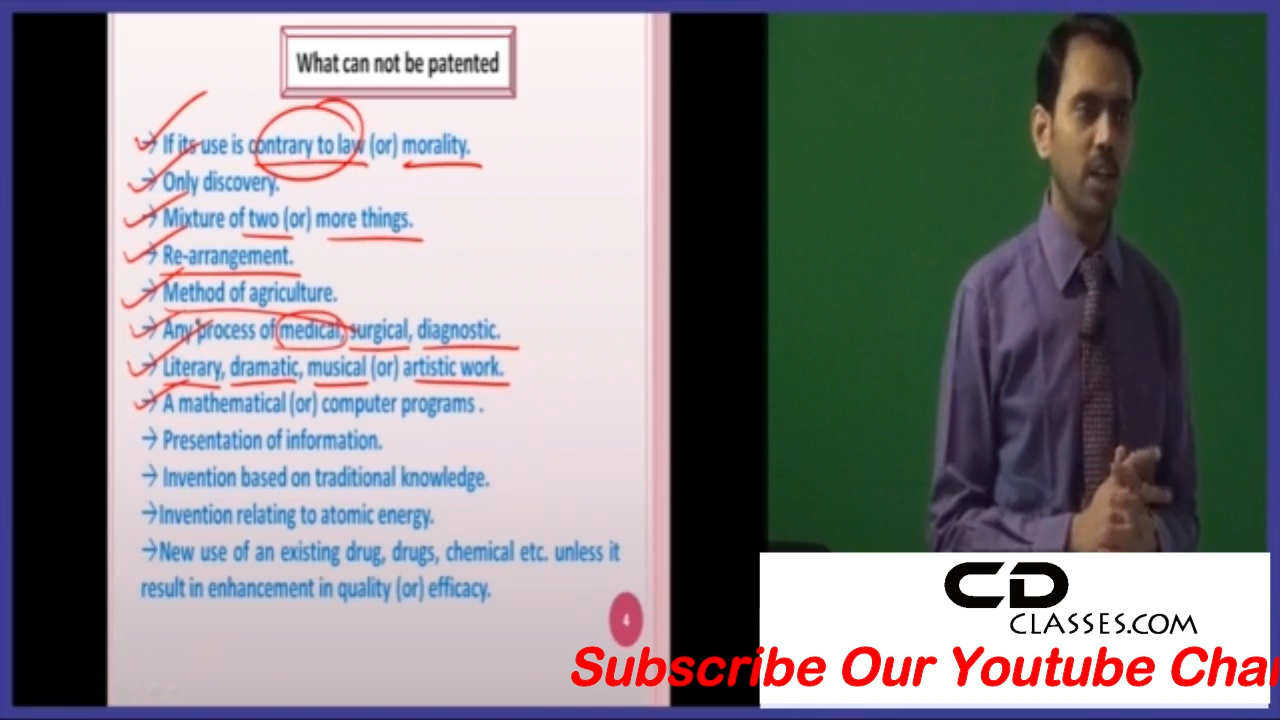 What can not be patented
→ If its use is contrary to law (or) morality.
→ Only discovery.
→ Mixture of two (or) more things.
→ Re-arrangement.
→ Method of agriculture.
→ Any process of medical, surgical, diagnostic.
→ Literary, dramatic, musical (or) artistic work.
→ A mathematical (or) computer programs .
→ Presentation of information.
→ Invention based on traditional knowledge.
→Invention relating to atomic energy.
→New use of an existing drug, drugs, chemical etc. unless it
result in enhancement in quality (or) efficacy.
4
CD
CLASSES.COM
Subscribe Our Youtube Chan